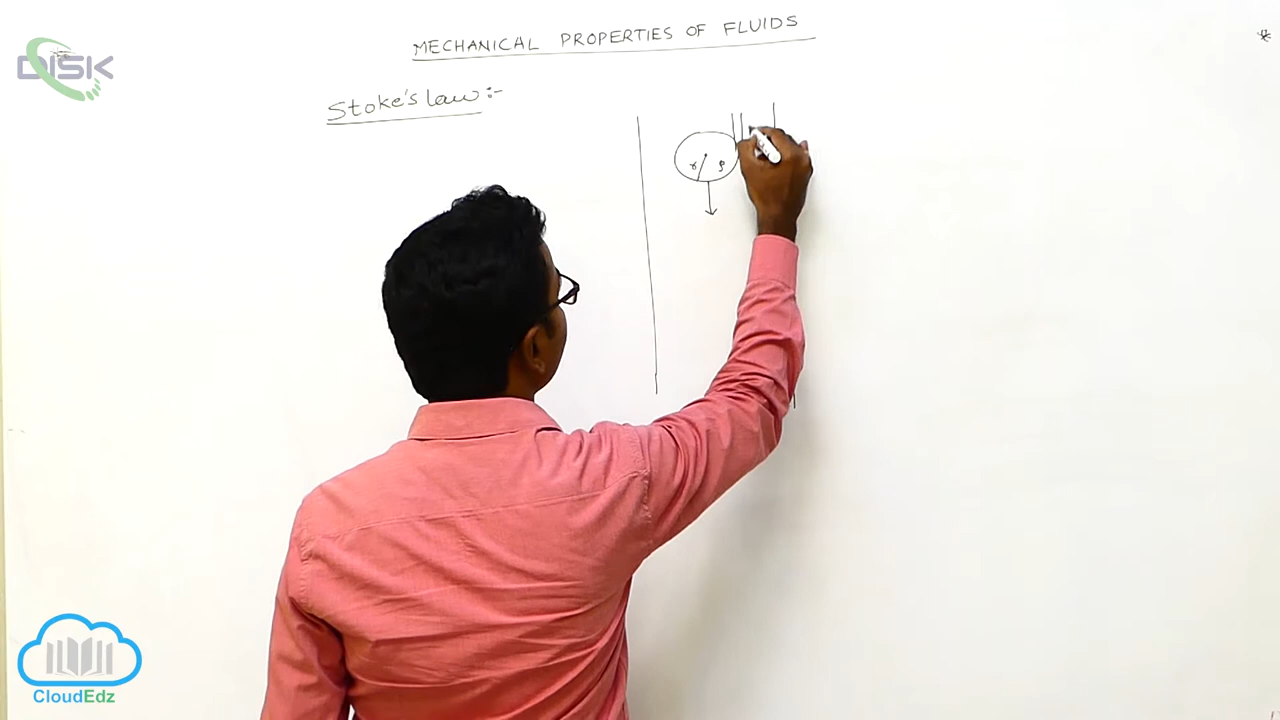 MECHANICAL PROPERTIES OF FLUIDS
DISK
Stoke's law :-
r ρ
CloudEdz